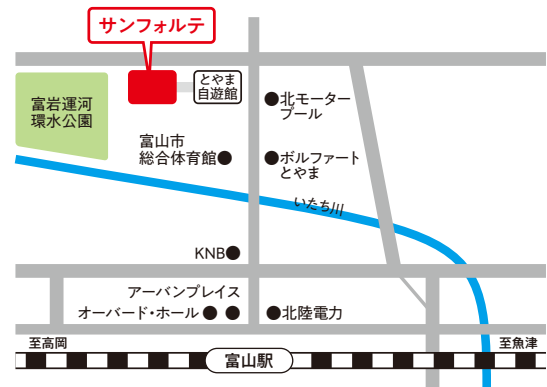 サンフォルテ
とやま
自遊館
富岩運河
環水公園
北モーター
プール
富山市
総合体育館
ボルファート
とやま
いたち川
KNB
アーバンプレイス
オーバード・ホール
北陸電力
至高岡
至魚津
富山駅